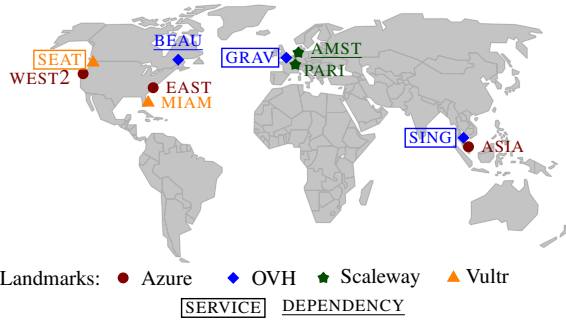 BEAU
SEAT
GRAV
AMST
WEST2
PARI
EAST
MIAM
SING
ASIA
Landmarks: Azure OVH Scaleway Vultr
SERVICE DEPENDENCY